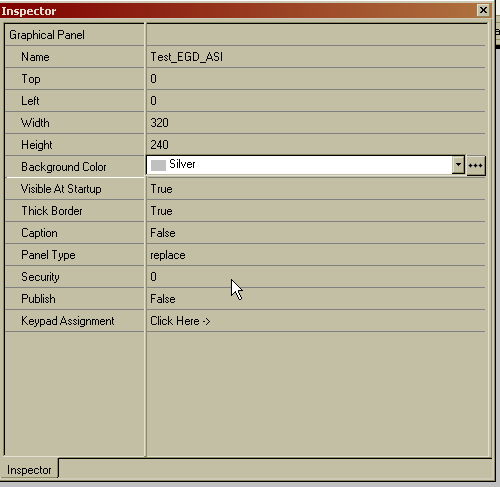 Inspector
Graphical Panel
Name Test_EGD_ASI
Top 0
Left 0
Width 320
Height 240
Background Color Silver
Visible At Startup True
Thick Border True
Caption False
Panel Type replace
Security 0
Publish False
Keypad Assignment Click Here ->
Inspector